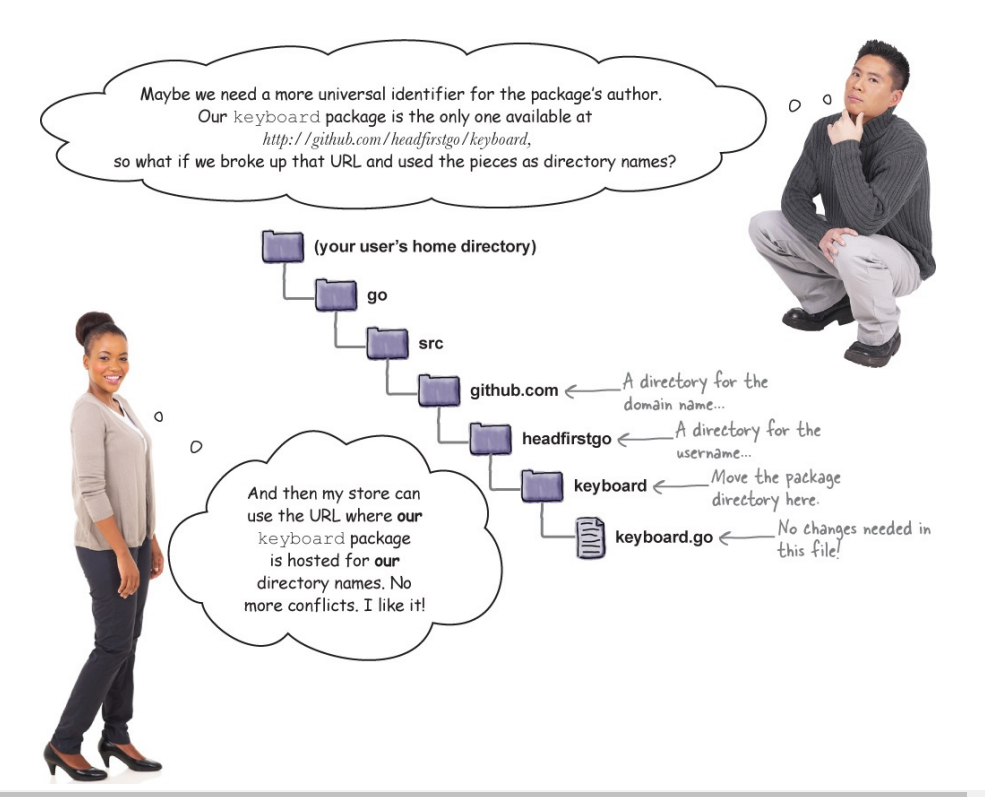 Maybe we need a more universal identifier for the package's author.
Our keyboard package is the only one available at
http://github.com/headfirstgo/keyboard,
so what if we broke up that URL and used the pieces as directory names?
(your user's home directory)
go
src
github.com
A directory for the
domain name...
headfirstgo
A directory for the
username...
keyboard
Move the package
directory here.
keyboard.go
No changes needed in
this file!
And then my store can
use the URL where our
keyboard package
is hosted for our
directory names. No
more conflicts. I like it!